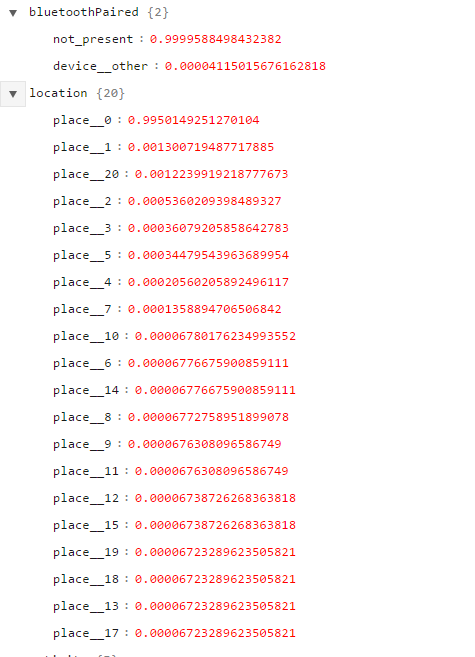 ▼ bluetoothPaired {2}
not_present : 0.9999588498432382
device__other : 0.00004115015676162818
▼ location {20}
place__0 : 0.9950149251270104
place__1 : 0.001300719487717885
place__20 : 0.0012239919218777673
place__2 : 0.0005360209398489327
place__3 : 0.00036079205858642783
place__5 : 0.00034479543963689954
place__4 : 0.00020560205892496117
place__7 : 0.0001358894706506842
place__10 : 0.00006780176234993552
place__6 : 0.00006776675900859111
place__14 : 0.00006776675900859111
place__8 : 0.00006772758951899078
place__9 : 0.0000676308096586749
place__11 : 0.0000676308096586749
place__12 : 0.00006738726268363818
place__15 : 0.00006738726268363818
place__19 : 0.00006723289623505821
place__18 : 0.00006723289623505821
place__13 : 0.00006723289623505821
place__17 : 0.00006723289623505821